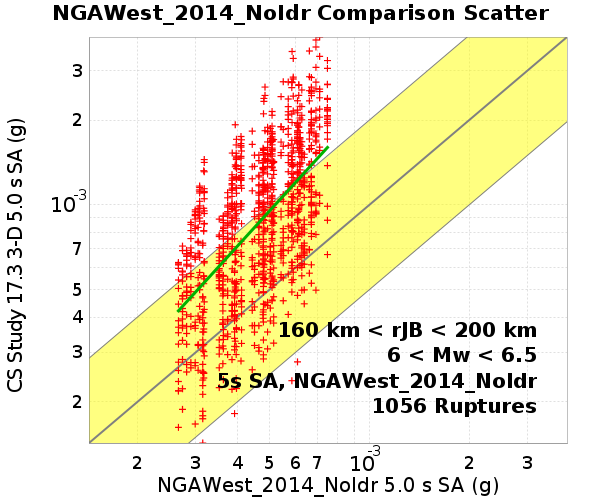 NGAWest_2014_NoIdr Comparison Scatter
CS Study 17.3 3-D 5.0 s SA (g)
3
2
10⁻³
7
5
4
3
2
160 km < rJB < 200 km
6 < Mw < 6.5
5s SA, NGAWest_2014_NoIdr
1056 Ruptures
2 3 4 5 6 7 10⁻³ 2 3
NGAWest_2014_NoIdr 5.0 s SA (g)